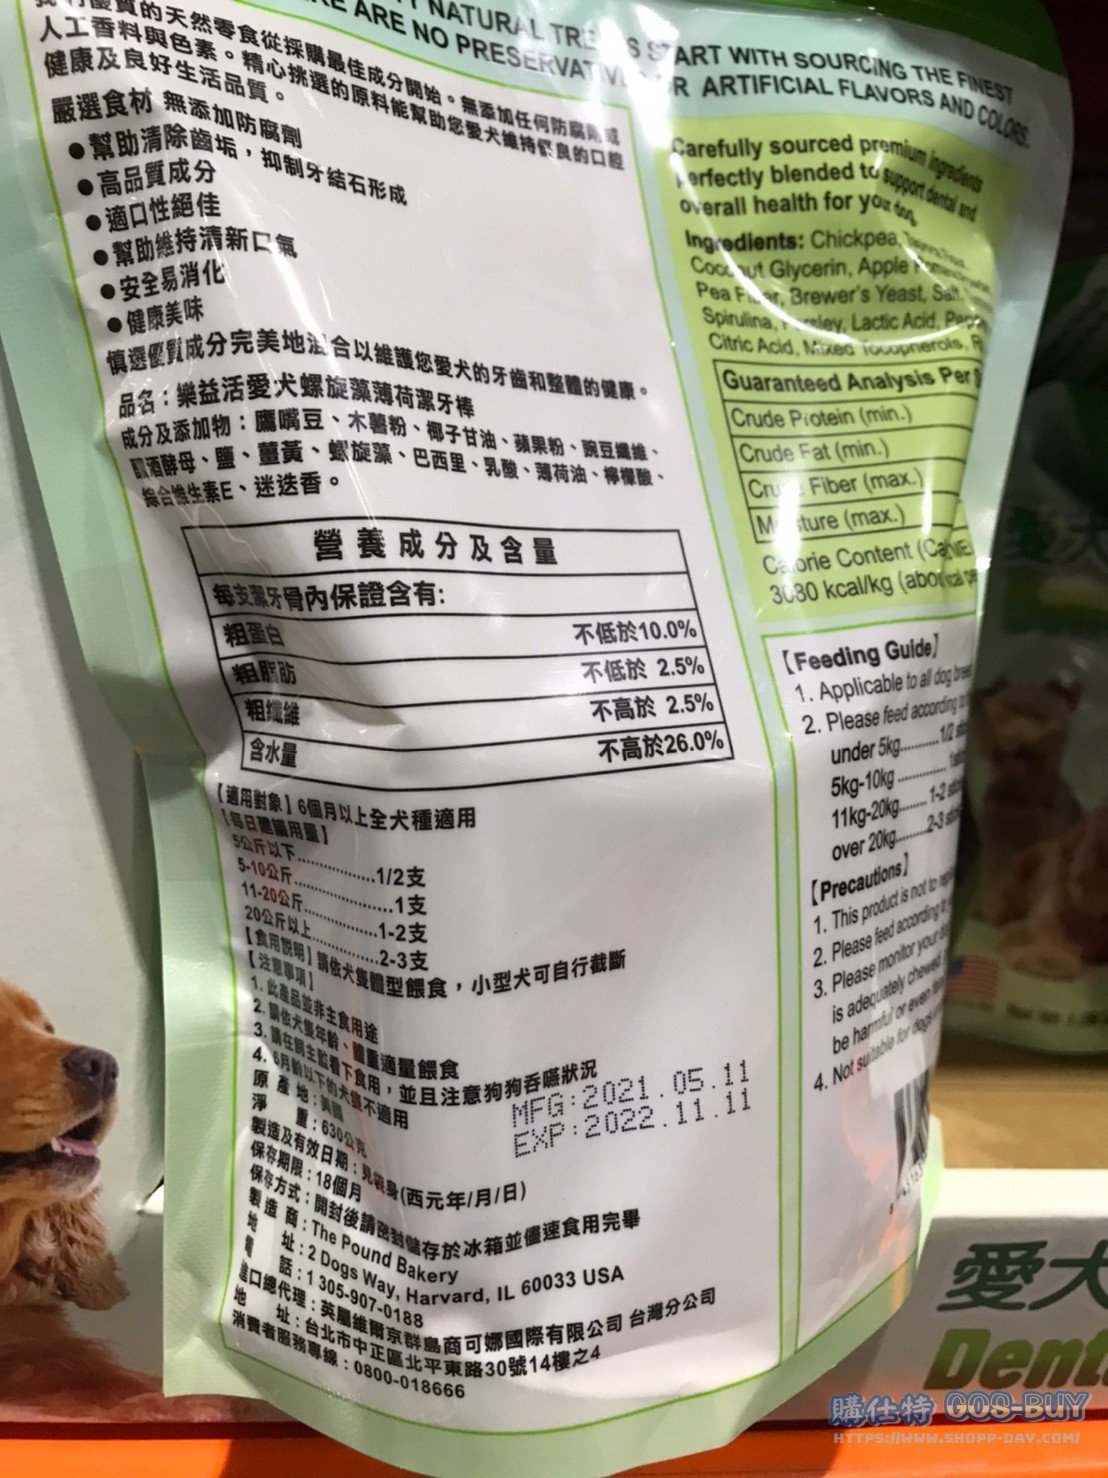 優質的天然零食從採購最佳成分開始。無添加任何防腐
人工香料與色素。精心挑選的原料能幫助您愛犬維持優良的口腔
健康及良好生活品質。
嚴選食材 無添加防腐劑
●幫助清除齒垢，抑制牙結石形成
●高品質成分
●適口性絕佳
●幫助維持清新口氣
●安全易消化
●健康美味
慎選優質成分完美地混合以維護您愛犬的牙齒和整體的健康。
品名：樂益活愛犬螺旋藻薄荷潔牙棒
成分及添加物：鷹嘴豆、木薯粉、椰子甘油、蘋果粉、豌豆纖維、
酒酵母、鹽、薑黃、螺旋藻、巴西里、乳酸、薄荷油、檸檬酸、
綜合維生素E、迷迭香。
營養成分及含量
每支潔牙骨內保證含有:
粗蛋白 不低於10.0%
粗脂肪 不低於 2.5%
粗纖維 不高於 2.5%
含水量 不高於26.0%
【適用對象】6個月以上全犬種適用
【每日建議用量】
5公斤以下..................1/2支
5-10公斤......................1支
11-20公斤..................1-2支
20公斤以上................2-3支
【食用說明】請依犬隻體型餵食，小型犬可自行截斷
【注意事項】
1.此產品並非主食用途
2.請依犬隻年齡、體重適量餵食
3.請在飼主監看下食用，並且注意狗狗吞嚥狀況
4.6月齡以下的犬隻不適用
原產地：美國
淨重：630公克
製造及有效日期：見袋身(西元年/月/日)
MFG:2021.05.11
EXP:2022.11.11
保存期限：18個月
保存方式：開封後請密封儲存於冰箱並儘速食用完畢
製造商：The Pound Bakery
地址：2 Dogs Way, Harvard, IL 60033 USA
電話：1 305-907-0188
進口總代理：英屬維爾京群島商可娜國際有限公司 台灣分公司
地址：台北市中正區北平東路30號14樓之4
消費者服務專線：0800-018666
NATURAL TREATS START WITH SOURCING THE FINEST
ARE NO PRESERVATIVES OR ARTIFICIAL FLAVORS AND COLORS.
Carefully sourced premium ingredients
perfectly blended to support dental and
overall health for your dog.
Ingredients: Chickpea,
Coconut Glycerin, Apple
Pea Fiber, Brewer's Yeast, Salt,
Spirulina, Parsley, Lactic Acid,
Citric Acid, Mixed Tocopherols,
Guaranteed Analysis Per
Crude Protein (min.)
Crude Fat (min.)
Crude Fiber (max.)
Moisture (max.)
Calorie Content
3080 kcal/kg
【Feeding Guide】
1. Applicable to all dog
2. Please feed according to
under 5kg..........1/2
5kg-10kg ............
11kg-20kg.......1-2
over 20kg........2-3
【Precautions】
1. This product is not to
2. Please feed according to
3. Please monitor your
is adequately chewed.
be harmful or even
4. Not suitable for dogs
愛犬
Dent
購仕特 GOS-BUY
HTTPS://WWW.SHOPP-DAY.COM/